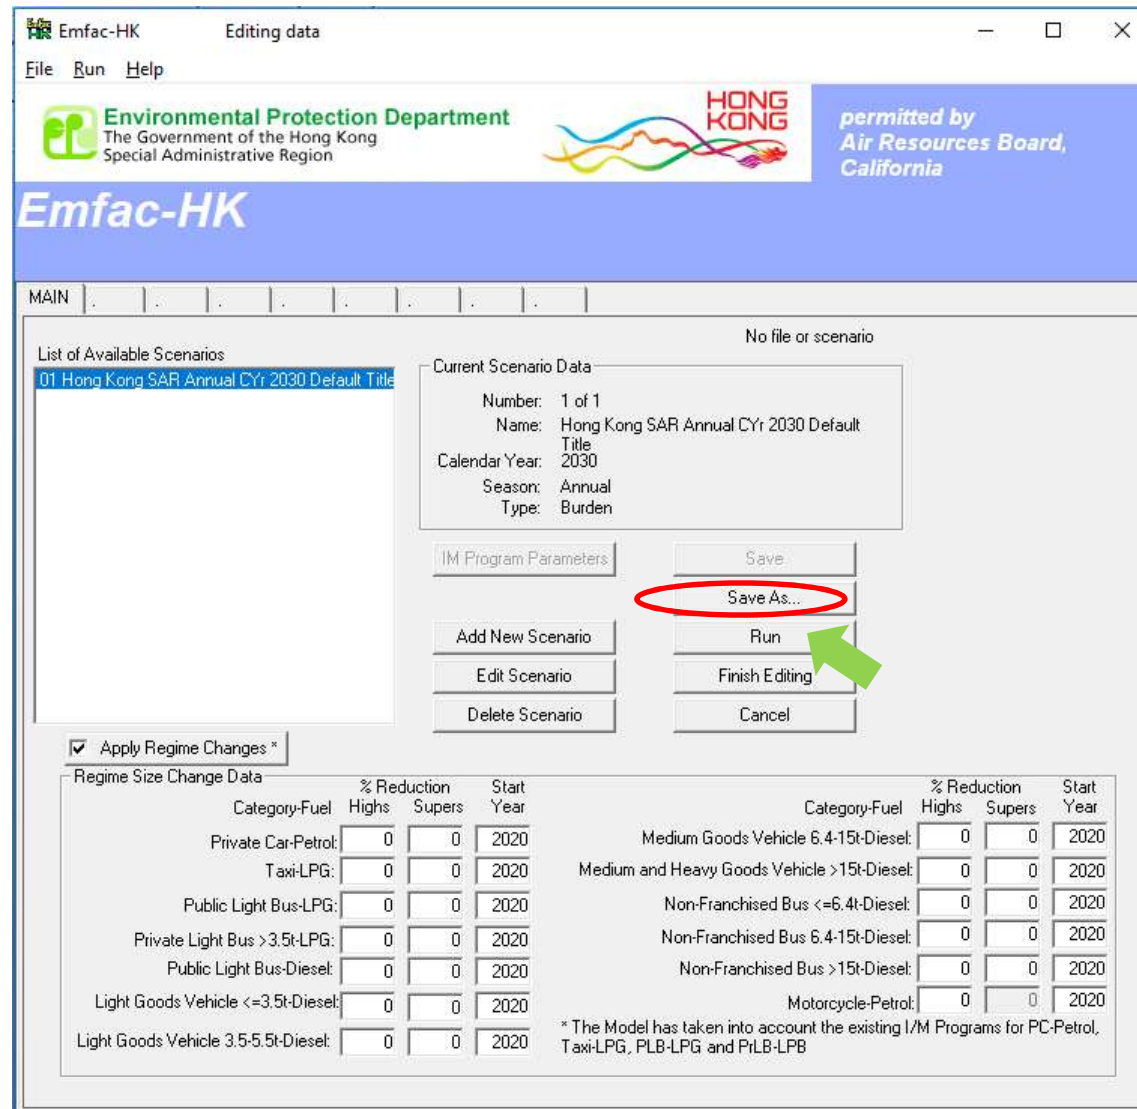 Emfac-HK Editing data
File Run Help
Environmental Protection Department
The Government of the Hong Kong
Special Administrative Region
HONG
KONG
permitted by
Air Resources Board,
California
Emfac-HK
MAIN . . . . . . . .
No file or scenario
List of Available Scenarios
01 Hong Kong SAR Annual CYr 2030 Default Title
Current Scenario Data
Number: 1 of 1
Name: Hong Kong SAR Annual CYr 2030 Default
Title
Calendar Year: 2030
Season: Annual
Type: Burden
IM Program Parameters Save
Save As...
Add New Scenario Run
Edit Scenario Finish Editing
Delete Scenario Cancel
Apply Regime Changes *
Regime Size Change Data
% Reduction Start
Category-Fuel Highs Supers Year
Private Car-Petrol: 0 0 2020
Taxi-LPG: 0 0 2020
Public Light Bus-LPG: 0 0 2020
Private Light Bus >3.5t-LPG: 0 0 2020
Public Light Bus-Diesel: 0 0 2020
Light Goods Vehicle <=3.5t-Diesel: 0 0 2020
Light Goods Vehicle 3.5-5.5t-Diesel: 0 0 2020
% Reduction Start
Category-Fuel Highs Supers Year
Medium Goods Vehicle 6.4-15t-Diesel: 0 0 2020
Medium and Heavy Goods Vehicle >15t-Diesel: 0 0 2020
Non-Franchised Bus <=6.4t-Diesel: 0 0 2020
Non-Franchised Bus 6.4-15t-Diesel: 0 0 2020
Non-Franchised Bus >15t-Diesel: 0 0 2020
Motorcycle-Petrol: 0 0 2020
* The Model has taken into account the existing I/M Programs for PC-Petrol,
Taxi-LPG, PLB-LPG and PrLB-LPB